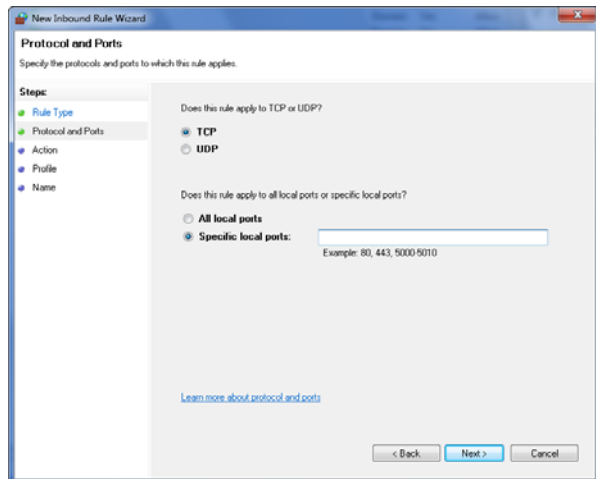 New Inbound Rule Wizard
Protocol and Ports
Specify the protocols and ports to which this rule applies.
Steps:
Rule Type
Protocol and Ports
Action
Profile
Name
Does this rule apply to TCP or UDP?
TCP
UDP
Does this rule apply to all local ports or specific local ports?
All local ports
Specific local ports:
Example: 80, 443, 5000-5010
Learn more about protocol and ports
< Back
Next >
Cancel